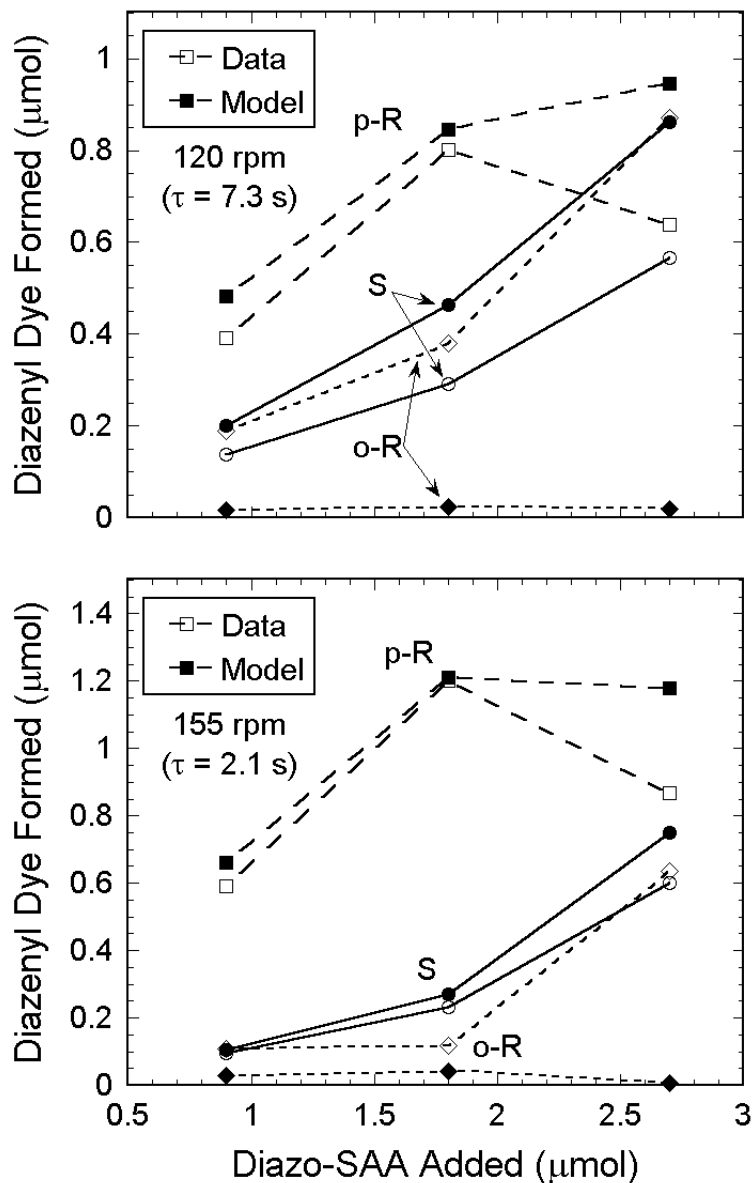 Diazenyl Dye Formed (μmol)
1
0.8
0.6
0.4
0.2
0
Data
Model
120 rpm
(τ = 7.3 s)
p-R
S
o-R
Diazenyl Dye Formed (μmol)
1.4
1.2
1
0.8
0.6
0.4
0.2
0
Data
Model
155 rpm
(τ = 2.1 s)
p-R
S
o-R
0.5 1 1.5 2 2.5 3
Diazo-SAA Added (μmol)